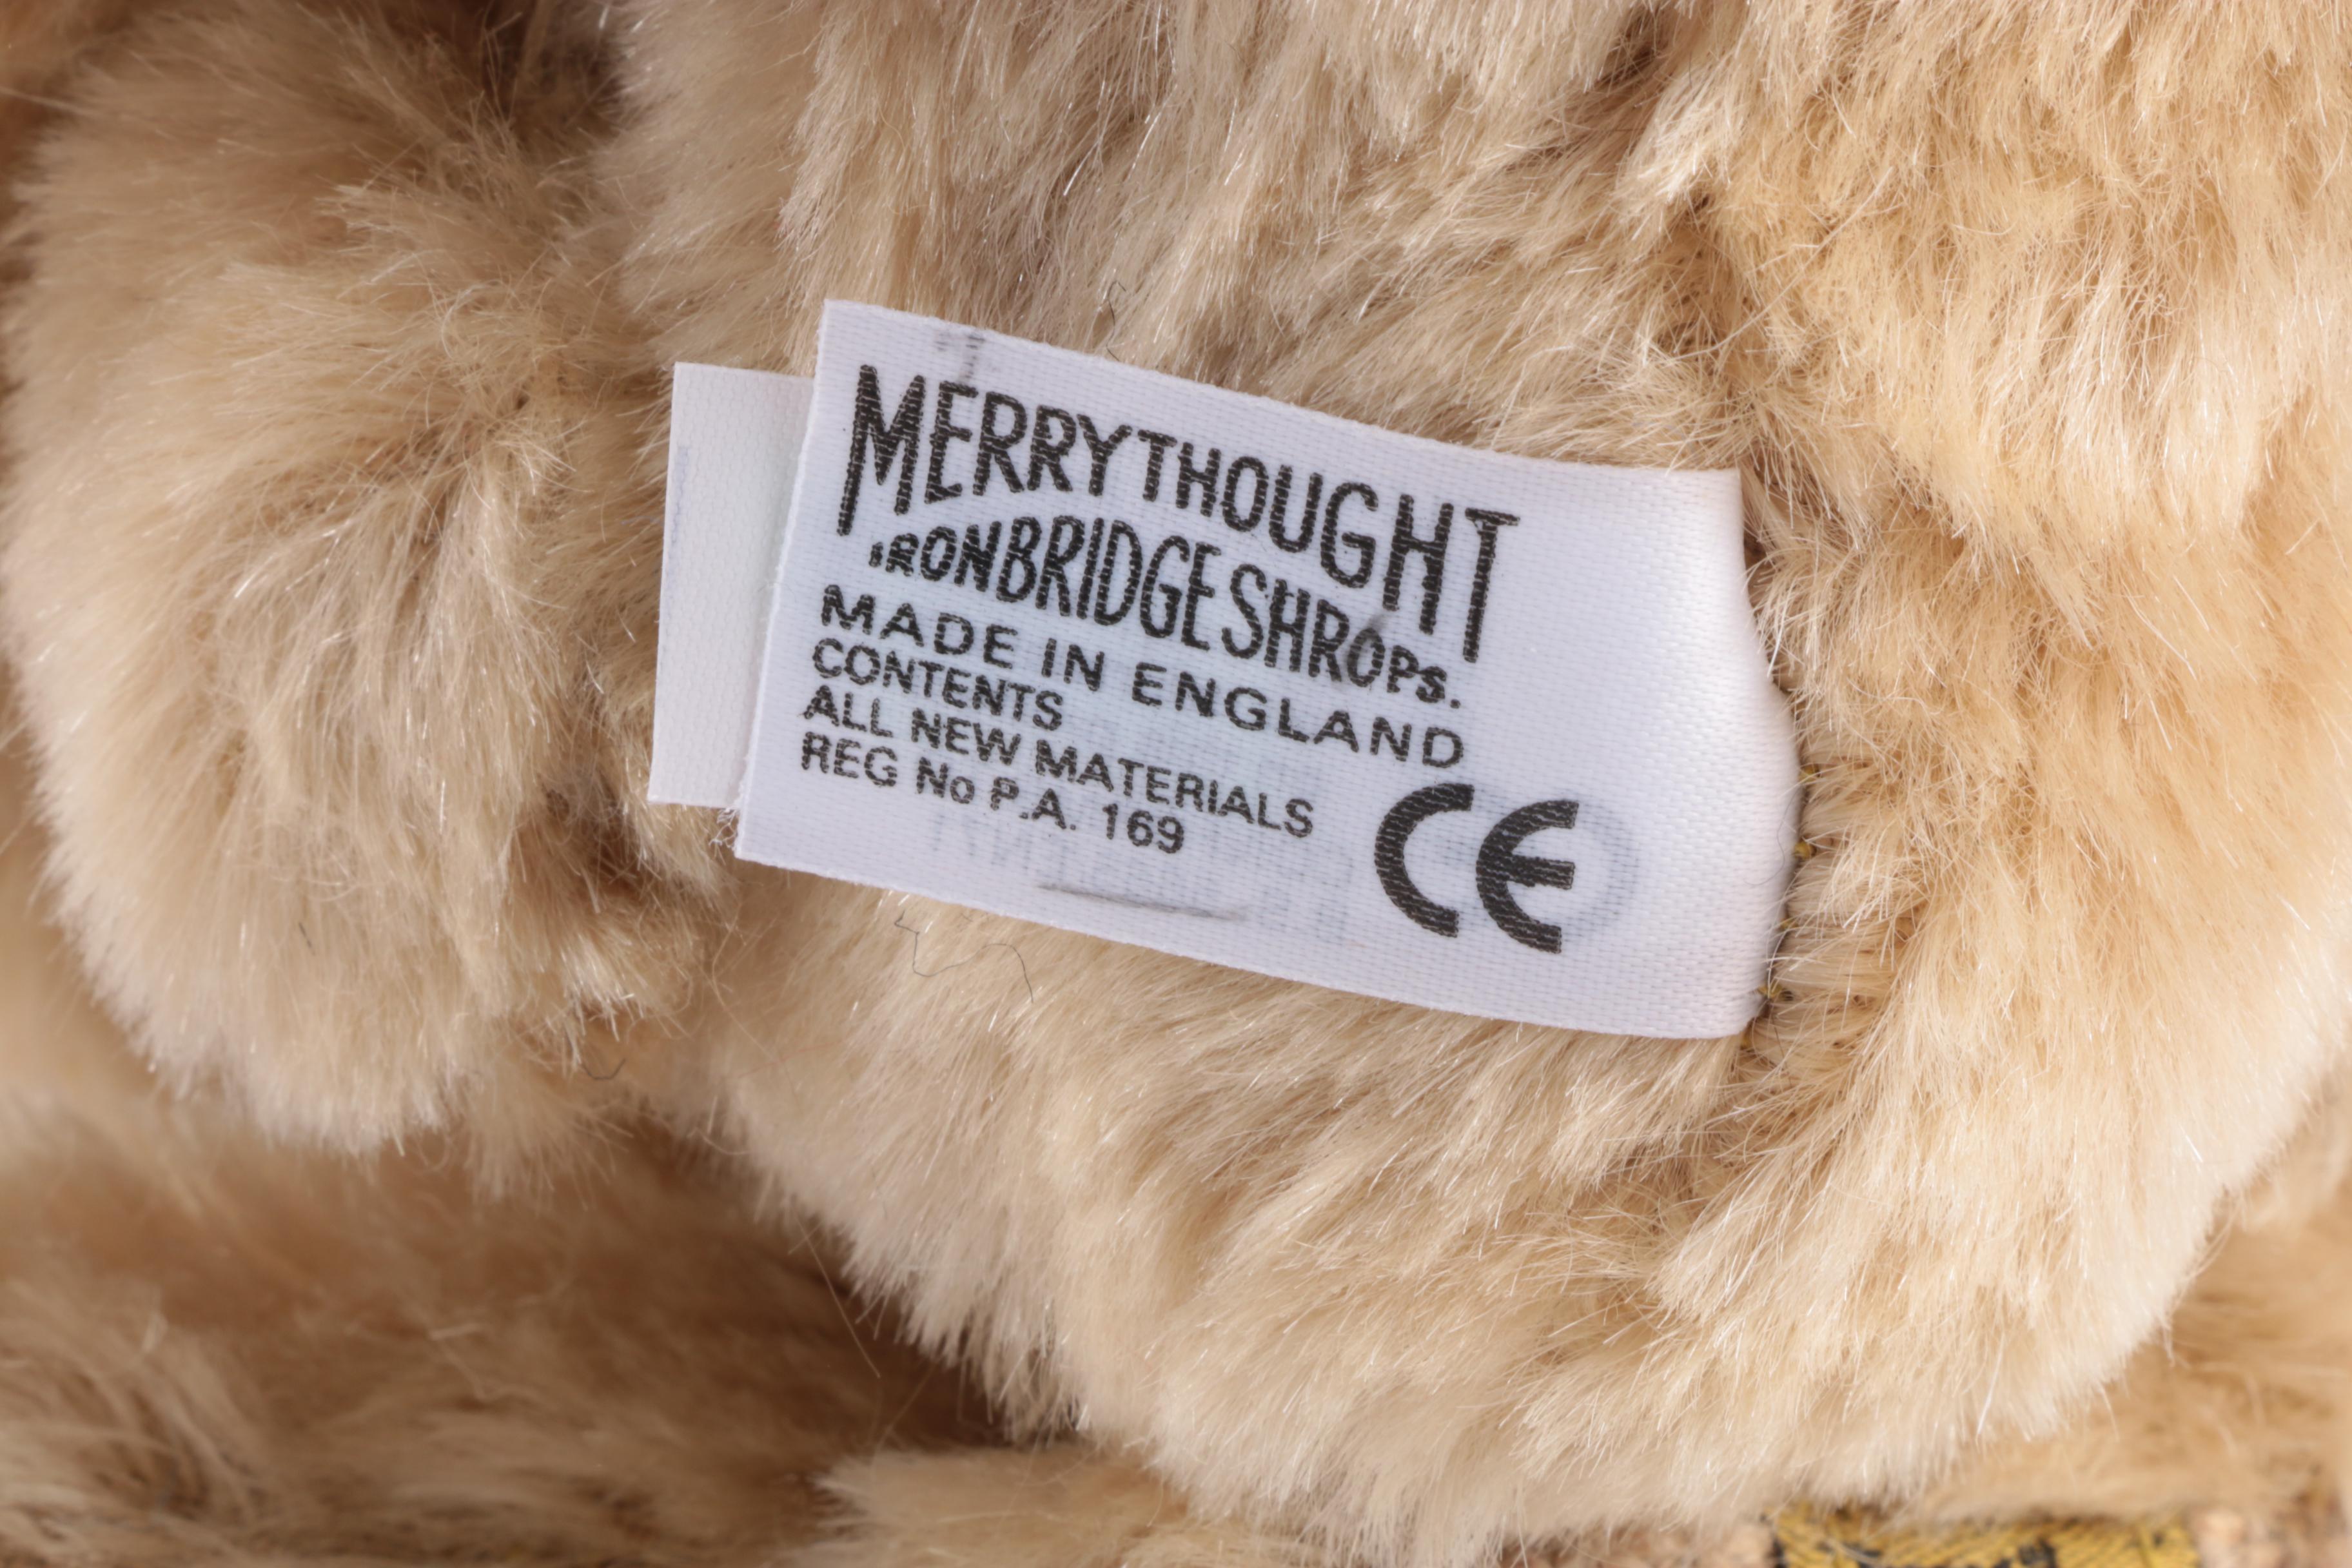 MERRYTHOUGHT
IRONBRIDGE SHROPS.
MADE IN ENGLAND
CONTENTS
ALL NEW MATERIALS
REG No P.A. 169
CE